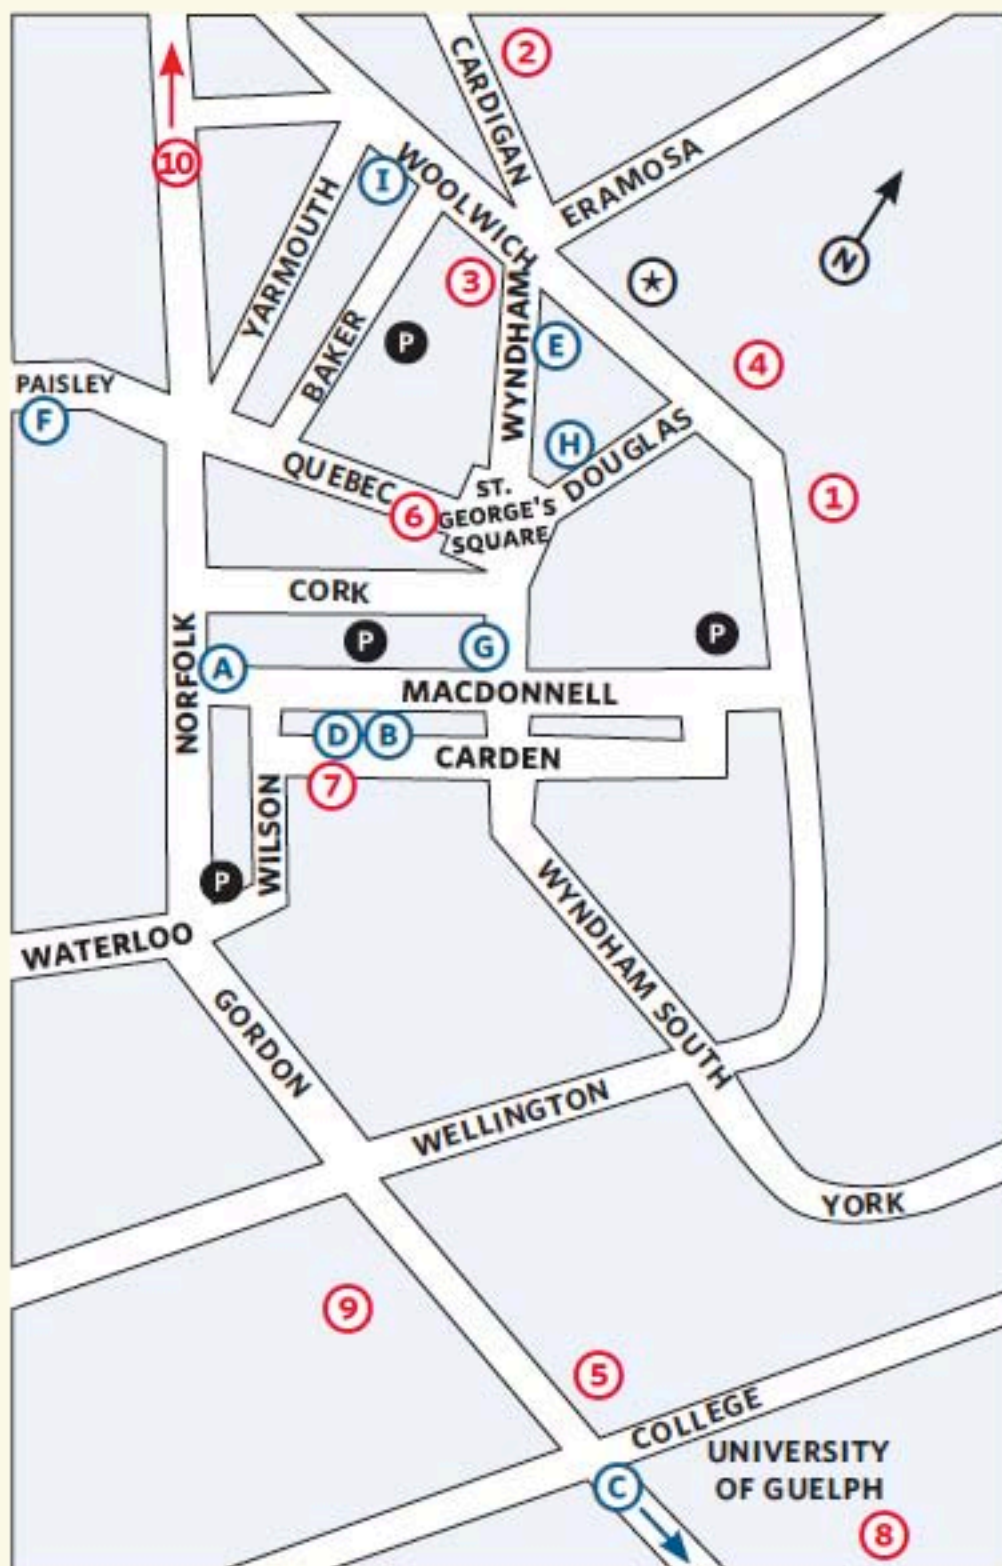 CARDIGAN
2
10
ERAMOSA
WOOLWICH
I
YARMOUTH
N
3
BAKER
P
WYNDHAM
E
4
PAISLEY
F
H
DOUGLAS
QUEBEC
6
ST.
GEORGE'S
SQUARE
1
CORK
P
G
P
NORFOLK
A
MACDONNELL
D
B
CARDEN
7
WILSON
P
WATERLOO
WYNDHAM SOUTH
GORDON
WELLINGTON
YORK
9
5
COLLEGE
UNIVERSITY
OF GUELPH
C
8